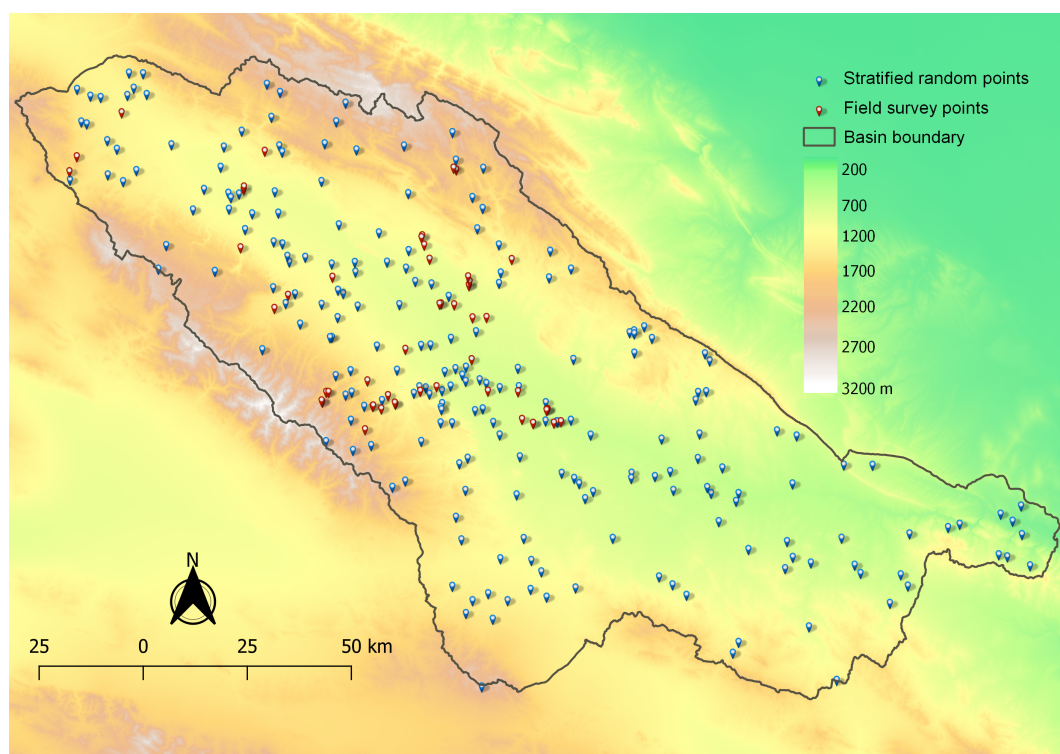 Stratified random points
Field survey points
Basin boundary
200
700
1200
1700
2200
2700
3200 m
N
25 0 25 50 km